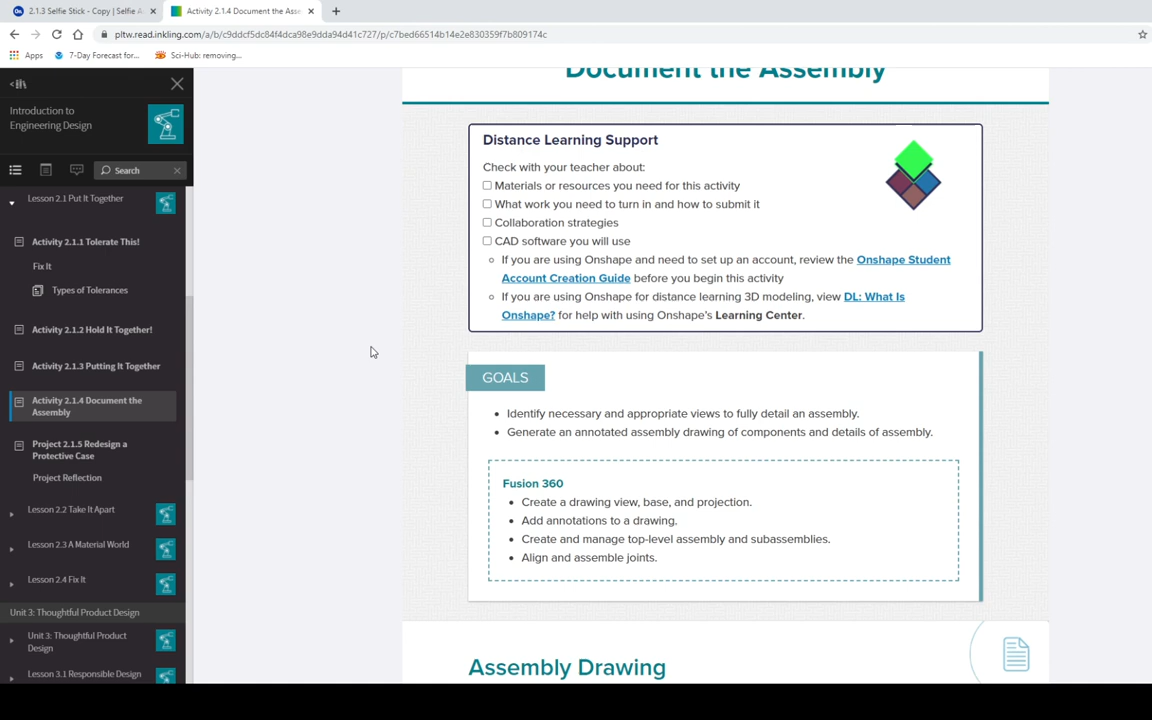 2.1.3 Selfie Stick - Copy | Selfie A
Activity 2.1.4 Document the Asse
pltw.read.inkling.com/a/b/c9ddcf5dc84f4dca98e9dda94d41c727/p/c7bed66514b14e2e830359f7b809174c
Apps
7-Day Forecast for...
Sci-Hub: removing...
Introduction to
Engineering Design
Search
Lesson 2.1 Put It Together
Activity 2.1.1 Tolerate This!
Fix It
Types of Tolerances
Activity 2.1.2 Hold It Together!
Activity 2.1.3 Putting It Together
Activity 2.1.4 Document the
Assembly
Project 2.1.5 Redesign a
Protective Case
Project Reflection
Lesson 2.2 Take It Apart
Lesson 2.3 A Material World
Lesson 2.4 Fix It
Unit 3: Thoughtful Product Design
Unit 3: Thoughtful Product
Design
Lesson 3.1 Responsible Design
Document the Assembly
Distance Learning Support
Check with your teacher about:
Materials or resources you need for this activity
What work you need to turn in and how to submit it
Collaboration strategies
CAD software you will use
If you are using Onshape and need to set up an account, review the Onshape Student
Account Creation Guide before you begin this activity
If you are using Onshape for distance learning 3D modeling, view DL: What Is
Onshape? for help with using Onshape's Learning Center.
GOALS
Identify necessary and appropriate views to fully detail an assembly.
Generate an annotated assembly drawing of components and details of assembly.
Fusion 360
Create a drawing view, base, and projection.
Add annotations to a drawing.
Create and manage top-level assembly and subassemblies.
Align and assemble joints.
Assembly Drawing